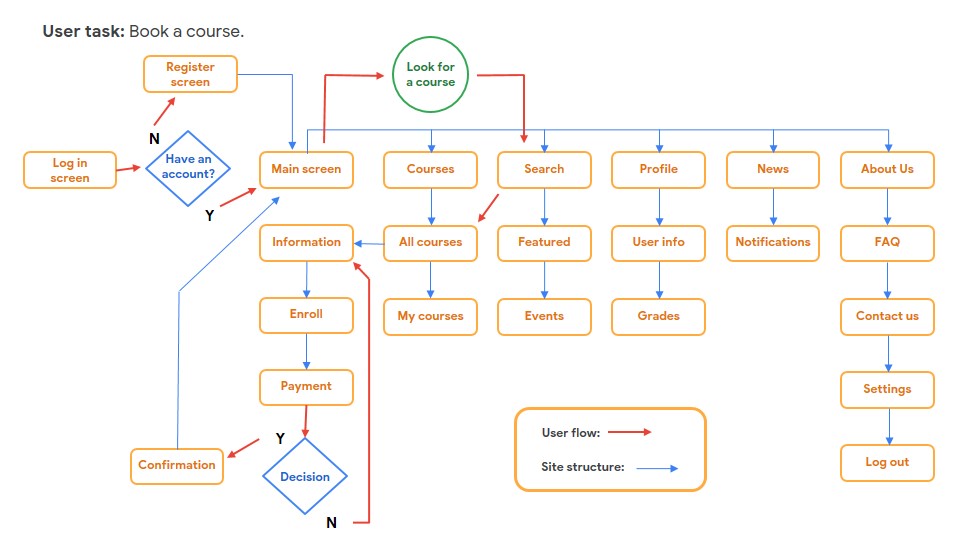 User task: Book a course.
Register
screen
Look for
a course
N
Log in
screen
Have an
account?
Y
Main screen
Courses
Search
Profile
News
About Us
Information
All courses
Featured
User info
Notifications
FAQ
Enroll
My courses
Events
Grades
Contact us
Payment
Settings
Y
Confirmation
Decision
N
User flow:
Site structure:
Log out